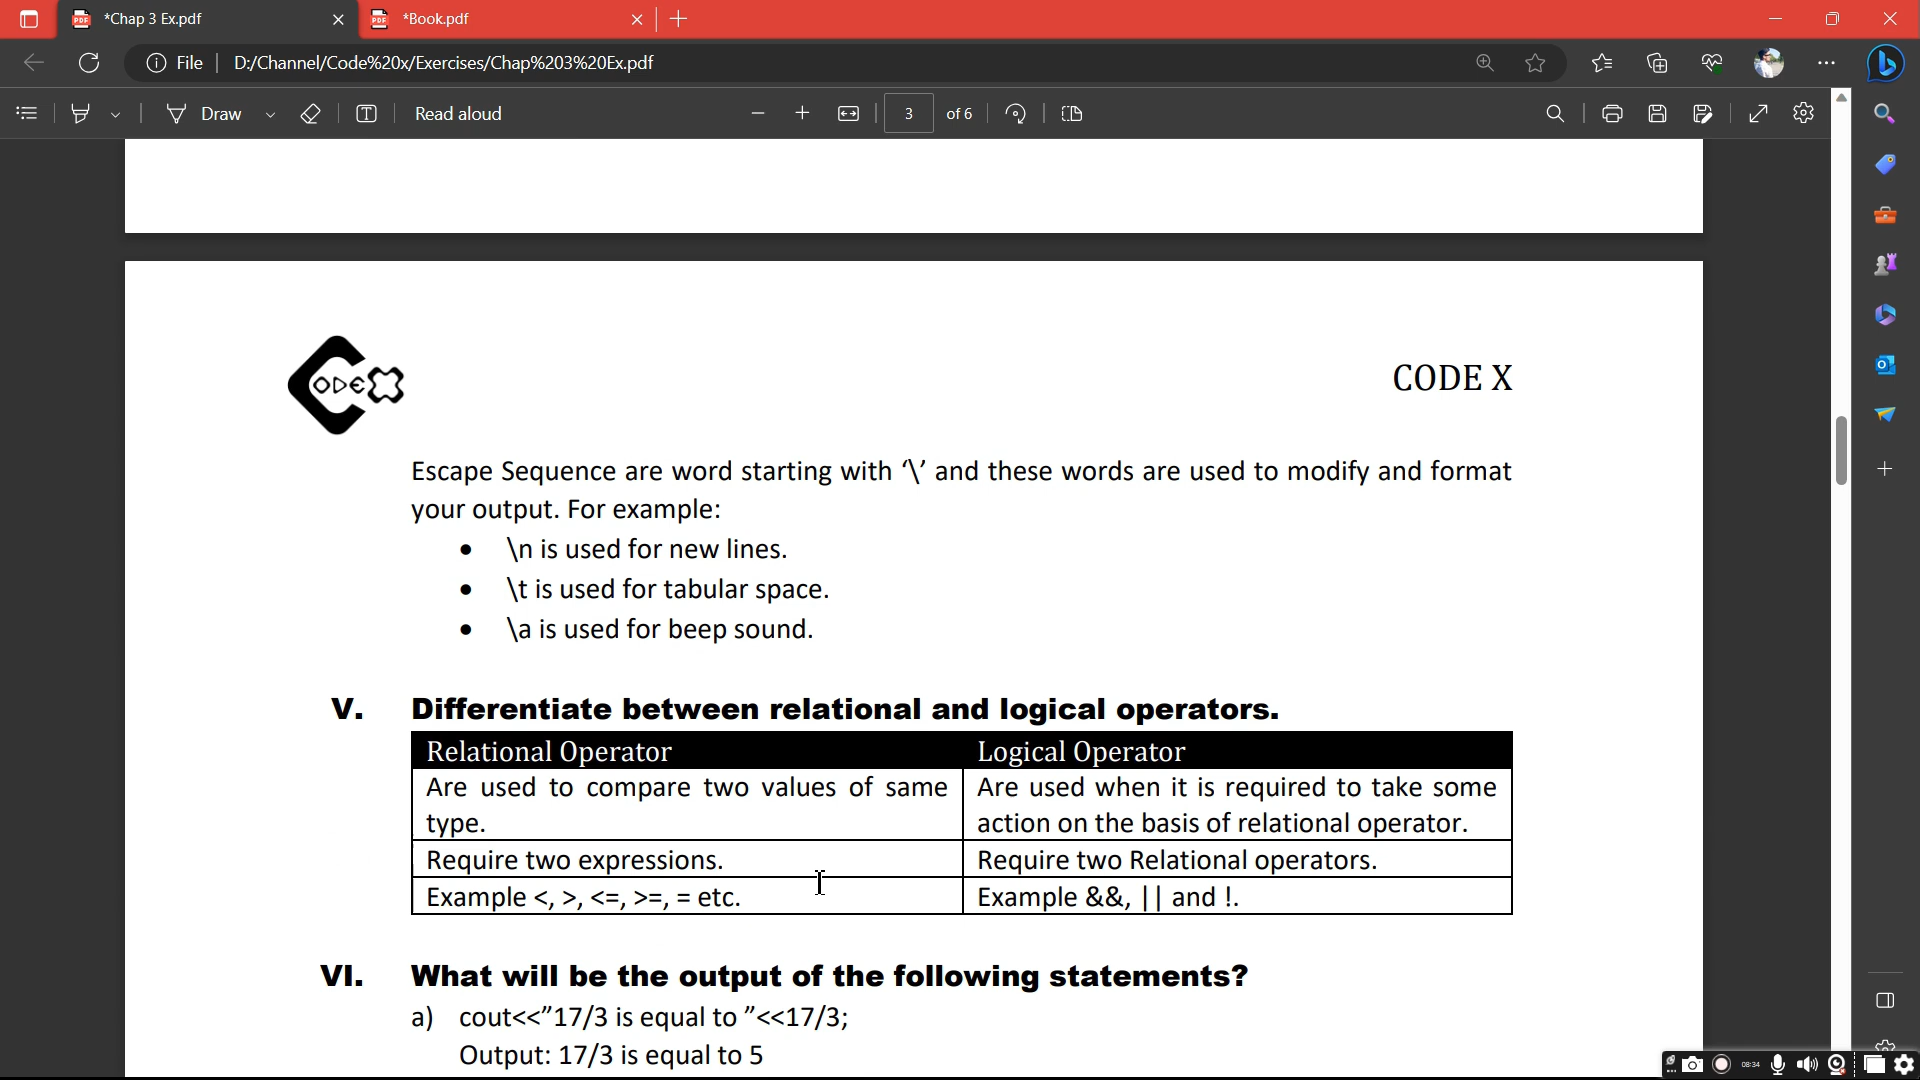 *Chap 3 Ex.pdf
*Book.pdf
File
D:/Channel/Code%20x/Exercises/Chap%203%20Ex.pdf
Draw
Read aloud
3
of 6
ODE
CODE X
Escape Sequence are word starting with ‘\’ and these words are used to modify and format
your output. For example:
• \n is used for new lines.
• \t is used for tabular space.
• \a is used for beep sound.
V. Differentiate between relational and logical operators.
Relational Operator
Logical Operator
Are used to compare two values of same
type.
Are used when it is required to take some
action on the basis of relational operator.
Require two expressions.
Require two Relational operators.
Example <, >, <=, >=, = etc.
Example &&, || and !.
VI. What will be the output of the following statements?
a) cout<<”17/3 is equal to ”<<17/3;
Output: 17/3 is equal to 5
08:34